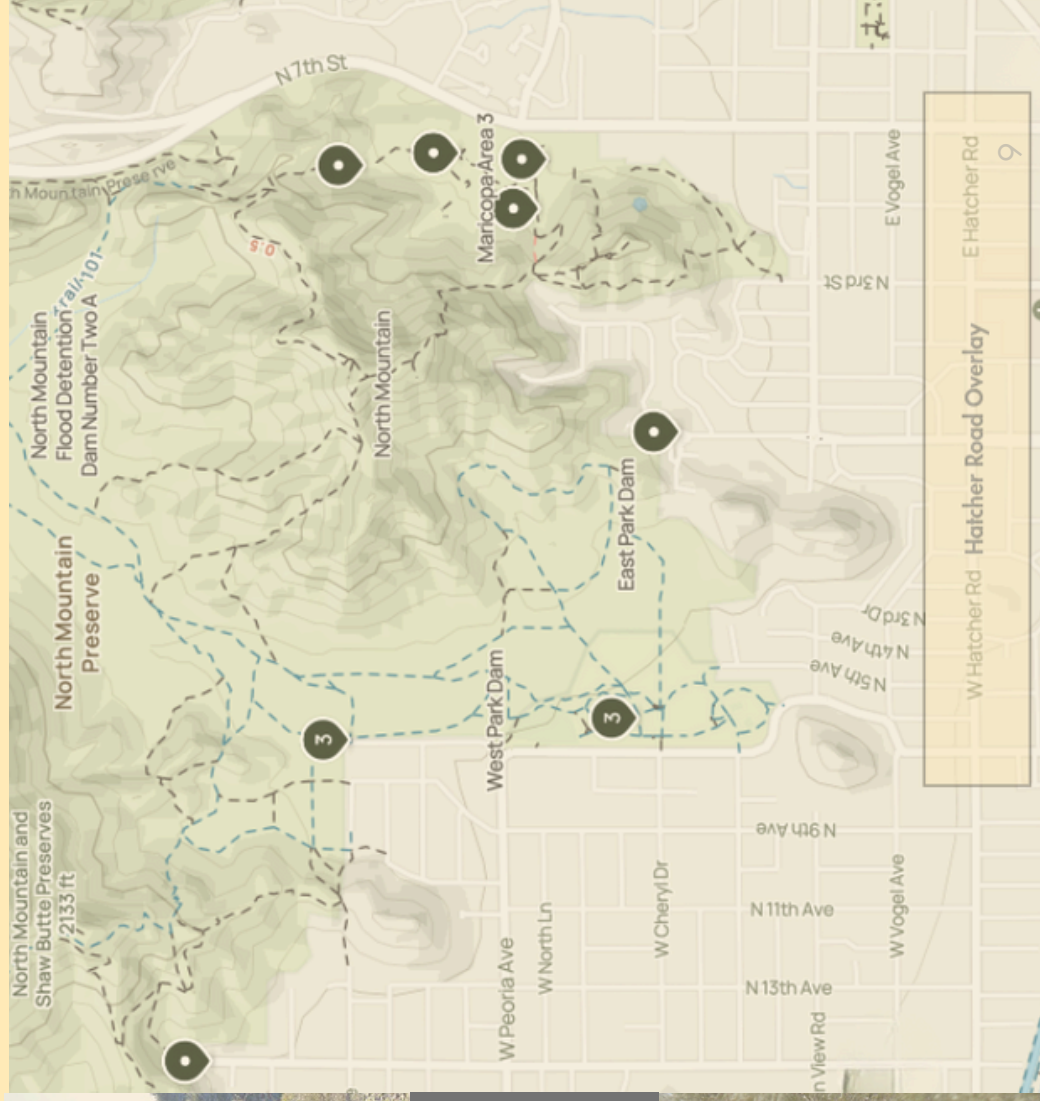 N 7th St
h Mountain Preserve
0.5
Maricopa Area 3
E Vogel Ave
E Hatcher Rd
9
trail 101
North Mountain
Flood Detention
Dam Number Two A
North Mountain
N 3rd St
Hatcher Road Overlay
East Park Dam
North Mountain
Preserve
N 3rd Dr
N 4th Ave
N 5th Ave
W Hatcher Rd
West Park Dam
3
3
North Mountain and
Shaw Butte Preserves
2133 ft
N 9th Ave
N 11th Ave
N 13th Ave
W Peoria Ave
W North Ln
W Cheryl Dr
W Vogel Ave
n View Rd